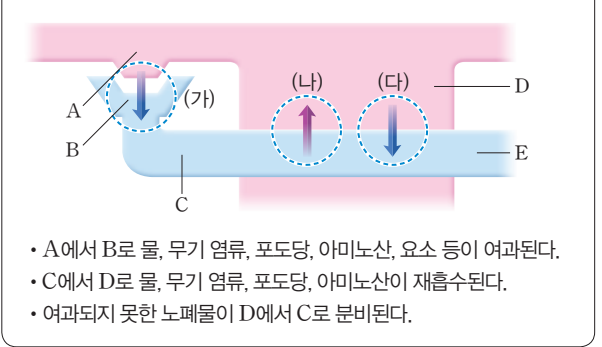 (나)
(다)
D
(가)
A
B
E
C
• A에서 B로 물, 무기 염류, 포도당, 아미노산, 요소 등이 여과된다.
• C에서 D로 물, 무기 염류, 포도당, 아미노산이 재흡수된다.
• 여과되지 못한 노폐물이 D에서 C로 분비된다.